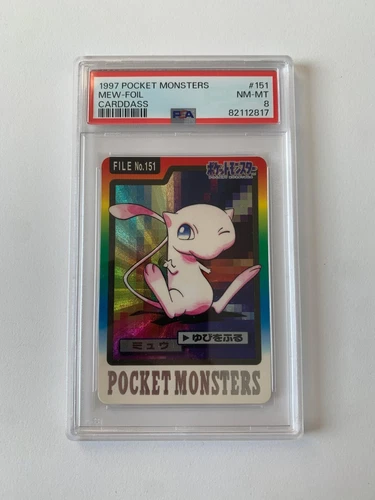 1997 POCKET MONSTERS #151
MEW-FOIL NM-MT
CARDDASS PSA 8
82112817
FILE No.151 ポケットモンスター
▶ゆびをふる
ミュウ
POCKET MONSTERS